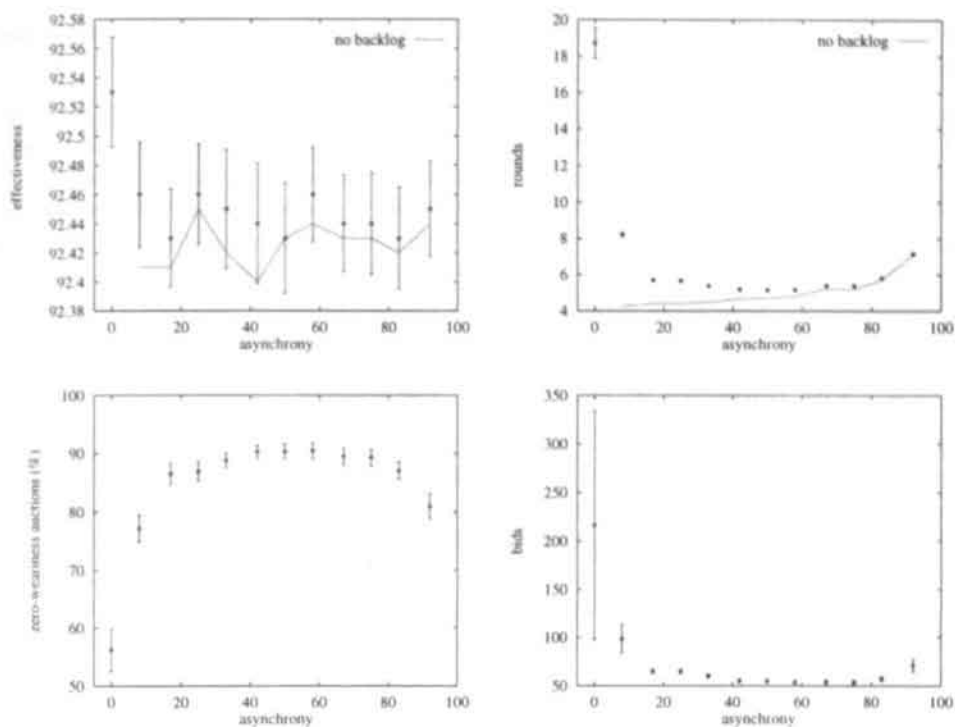 92.58
92.56
92.54
92.52
92.5
92.48
92.46
92.44
92.42
92.4
92.38
effectiveness
no backlog
0 20 40 60 80 100
asynchrony
20
18
16
14
12
10
8
6
4
rounds
no backlog
0 20 40 60 80 100
asynchrony
100
90
80
70
60
50
zero-weariness auctions (%)
0 20 40 60 80 100
asynchrony
350
300
250
200
150
100
50
bids
0 20 40 60 80 100
asynchrony